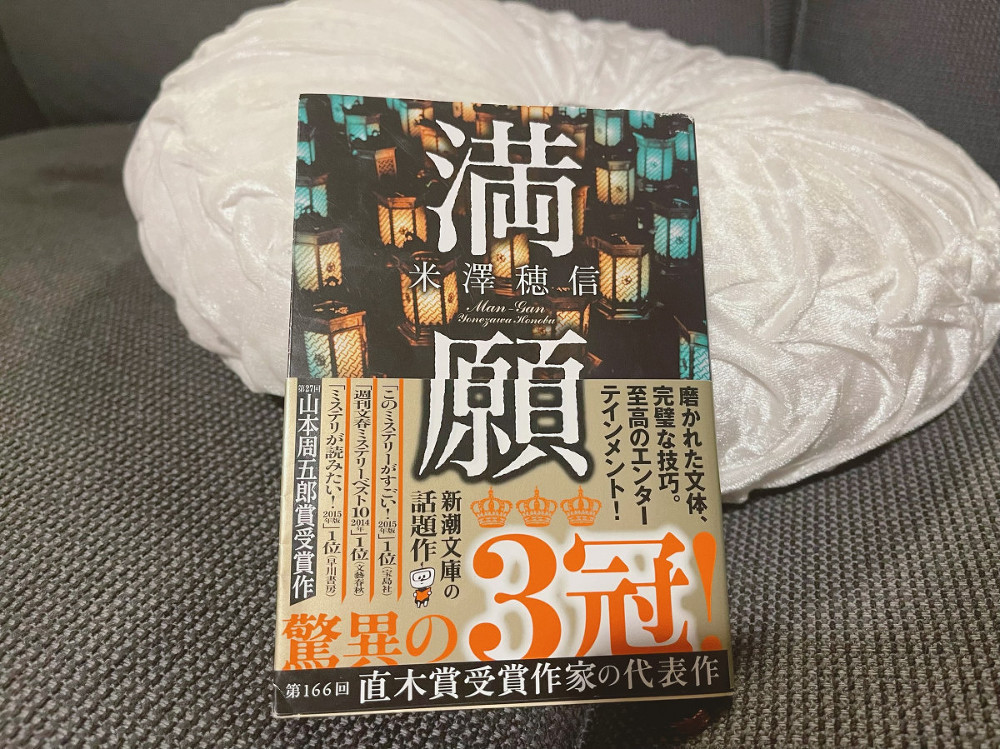 満願
米澤穂信
Man-Gan
Yonezawa Honobu
磨かれた文体、
完璧な技巧。
至高のエンター
テインメント!
新潮文庫の
話題作
「このミステリーがすごい!2015年版」1位(宝島社)
「週刊文春ミステリーベスト10 2014年」1位(文藝春秋)
「ミステリが読みたい!2015年版」1位(早川書房)
第27回 山本周五郎賞受賞作
驚異の3冠!
第166回 直木賞受賞作家の代表作